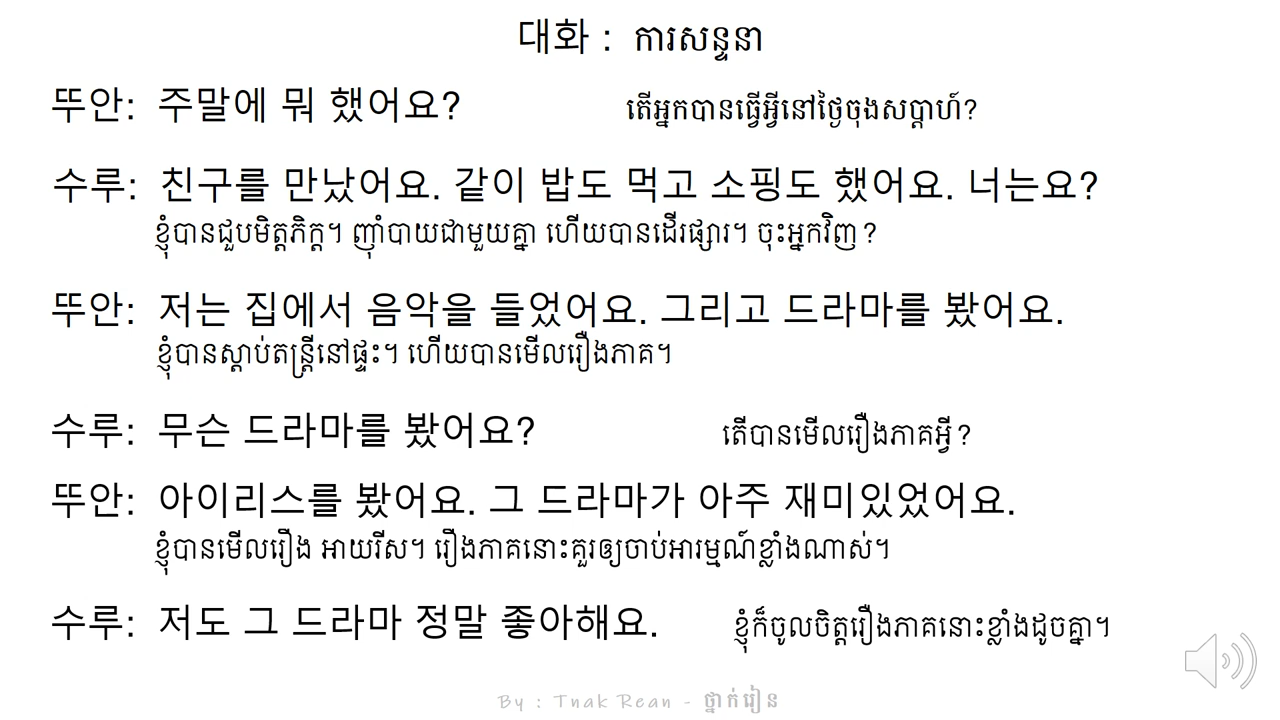 대화 : ការសន្ទនា
뚜안: 주말에 뭐 했어요? តើអ្នកបានធ្វើអ្វីនៅថ្ងៃចុងសប្ដាហ៍?
수루: 친구를 만났어요. 같이 밥도 먹고 소핑도 했어요. 너는요?
ខ្ញុំបានជួបមិត្តភិក្ត។ ញ៉ាំបាយជាមួយគ្នា ហើយបានដើរផ្សារ។ ចុះអ្នកវិញ?
뚜안: 저는 집에서 음악을 들었어요. 그리고 드라마를 봤어요.
ខ្ញុំបានស្ដាប់តន្ត្រីនៅផ្ទះ។ ហើយបានមើលរឿងភាគ។
수루: 무슨 드라마를 봤어요? តើបានមើលរឿងភាគអ្វី?
뚜안: 아이리스를 봤어요. 그 드라마가 아주 재미있었어요.
ខ្ញុំបានមើលរឿង អាយរីស។ រឿងភាគនោះគួរឲ្យចាប់អារម្មណ៍ខ្លាំងណាស់។
수루: 저도 그 드라마 정말 좋아해요. ខ្ញុំក៏ចូលចិត្តរឿងភាគនោះខ្លាំងដូចគ្នា។
By : Tnak Rean - ថ្នាក់រៀន